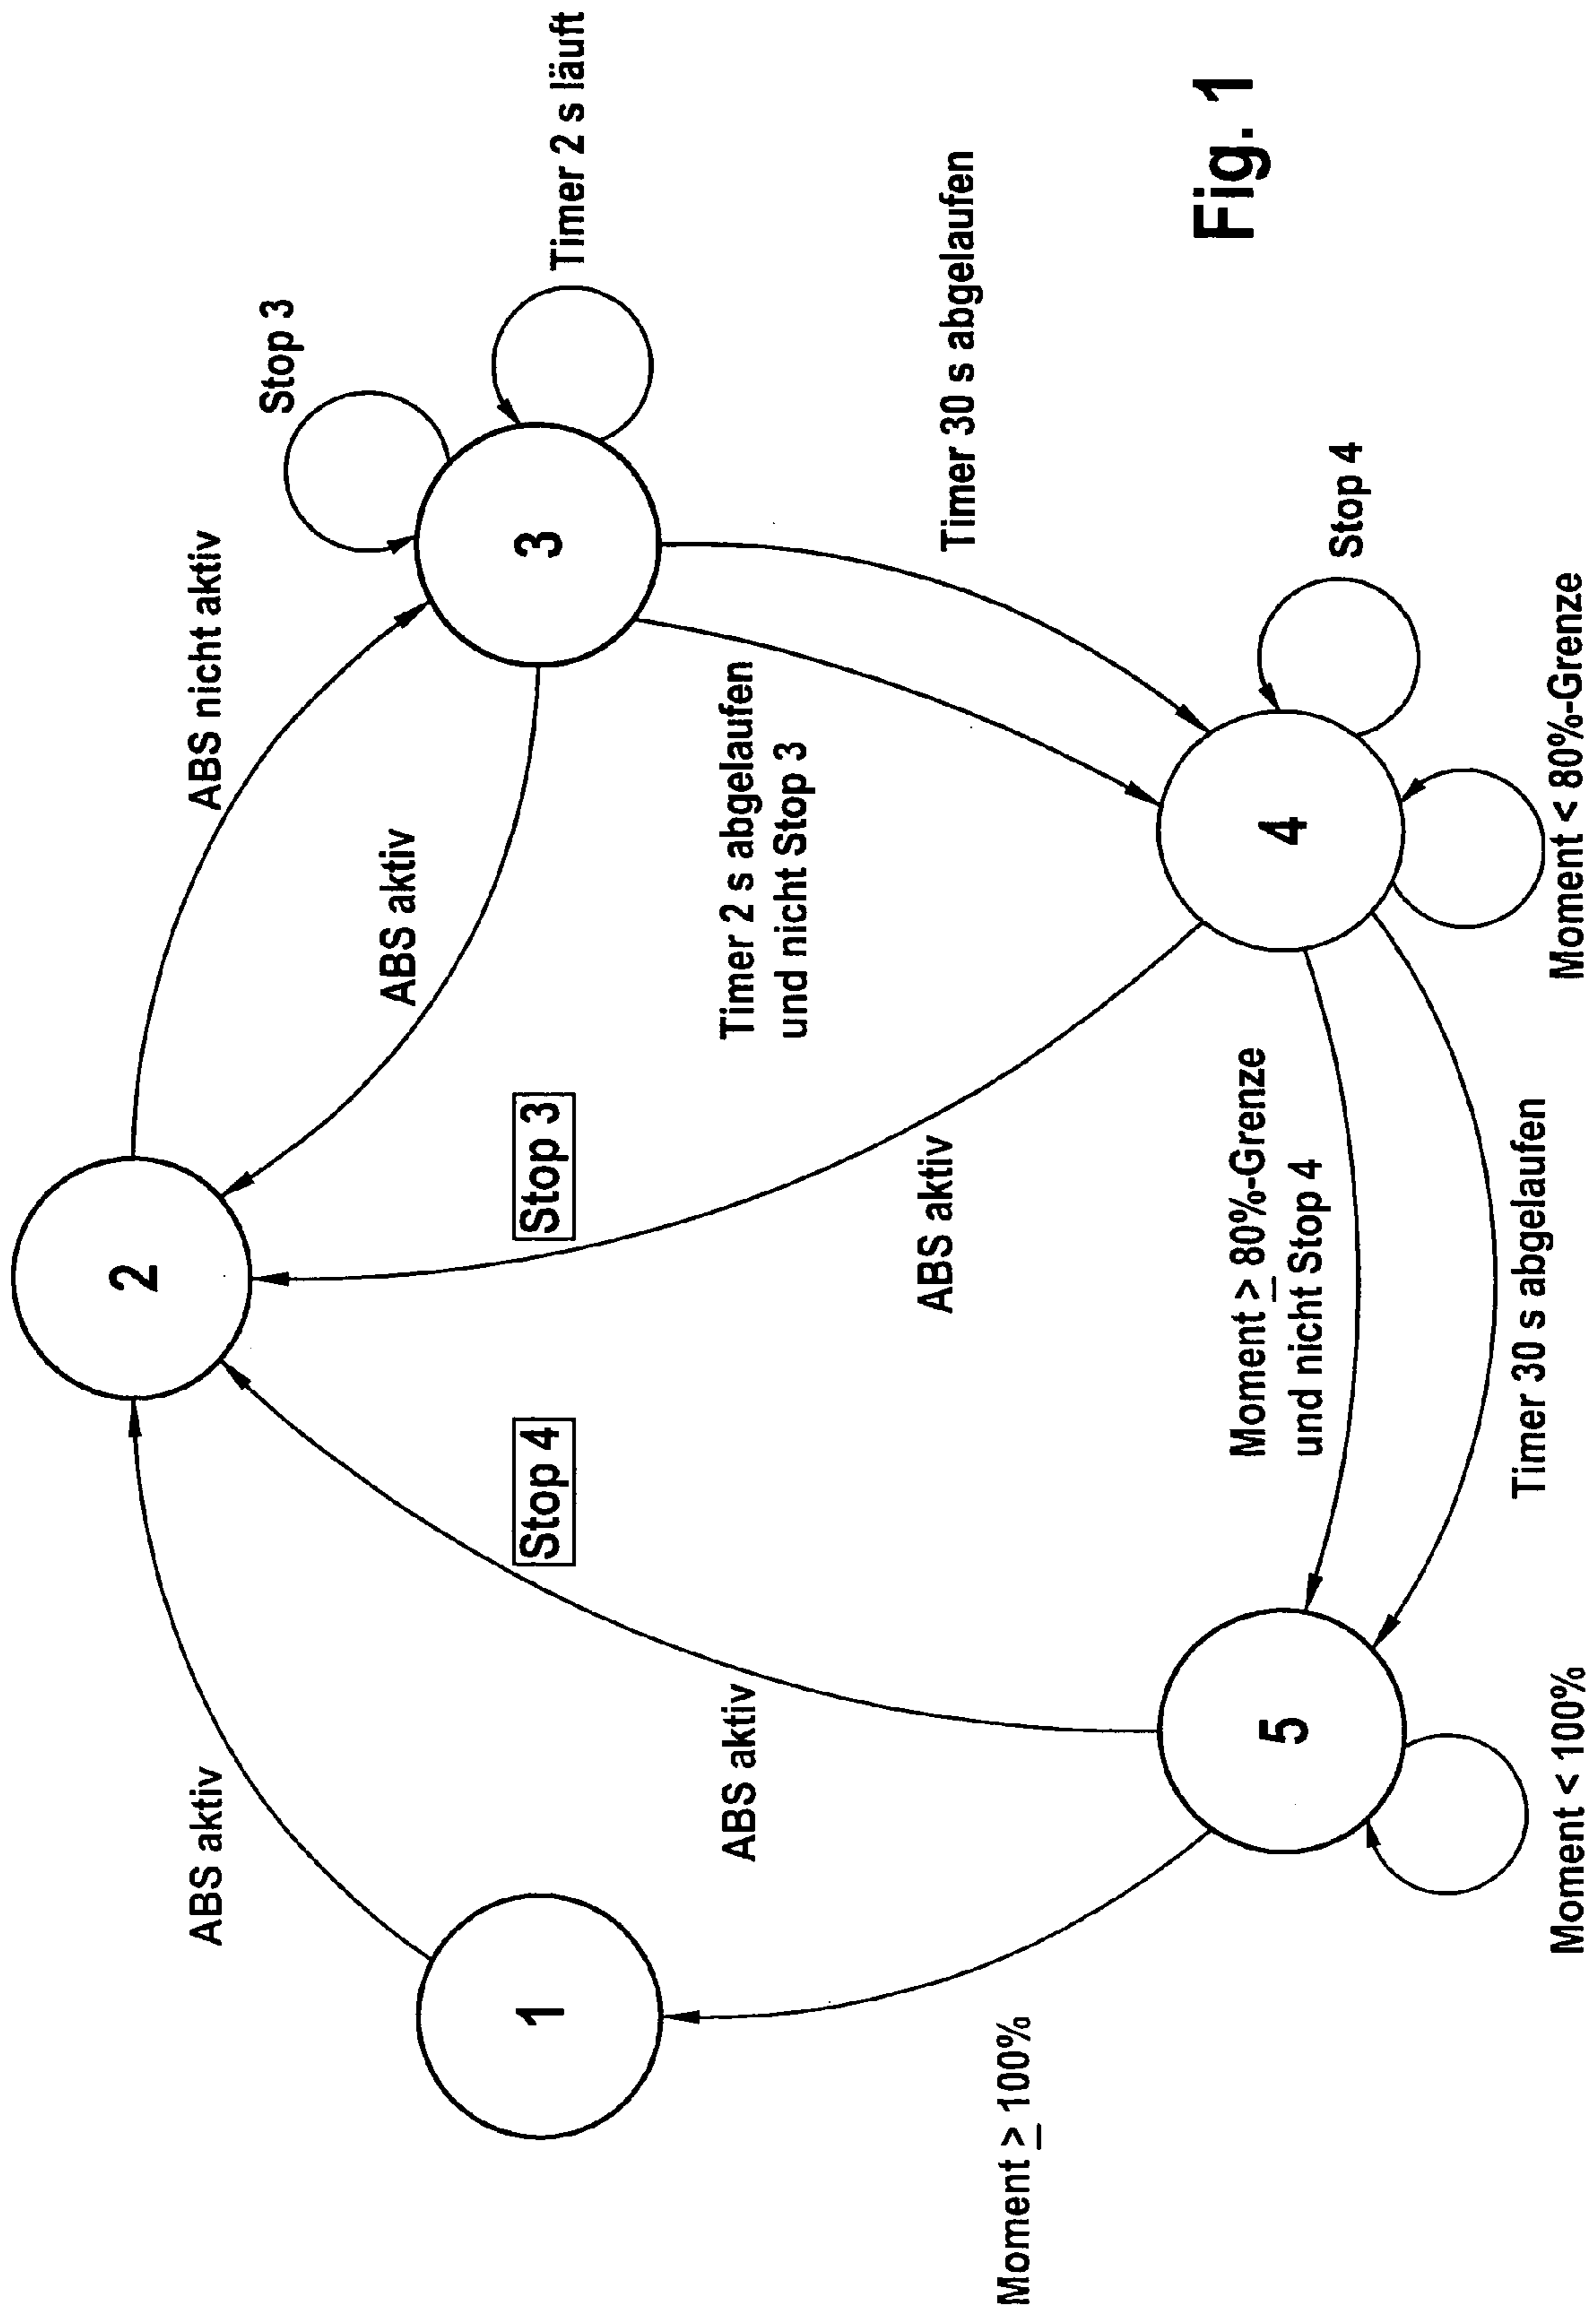 2
ABS aktiv
ABS nicht aktiv
Stop 3
ABS aktiv
1
Stop 4
Stop 3
3
Timer 2 s läuft
ABS aktiv
Timer 2 s abgelaufen
und nicht Stop 3
ABS aktiv
Timer 30 s abgelaufen
Moment ≥ 100%
Moment ≥ 80%-Grenze
und nicht Stop 4
5
4
Stop 4
Fig. 1
Timer 30 s abgelaufen
Moment < 100%
Moment < 80%-Grenze